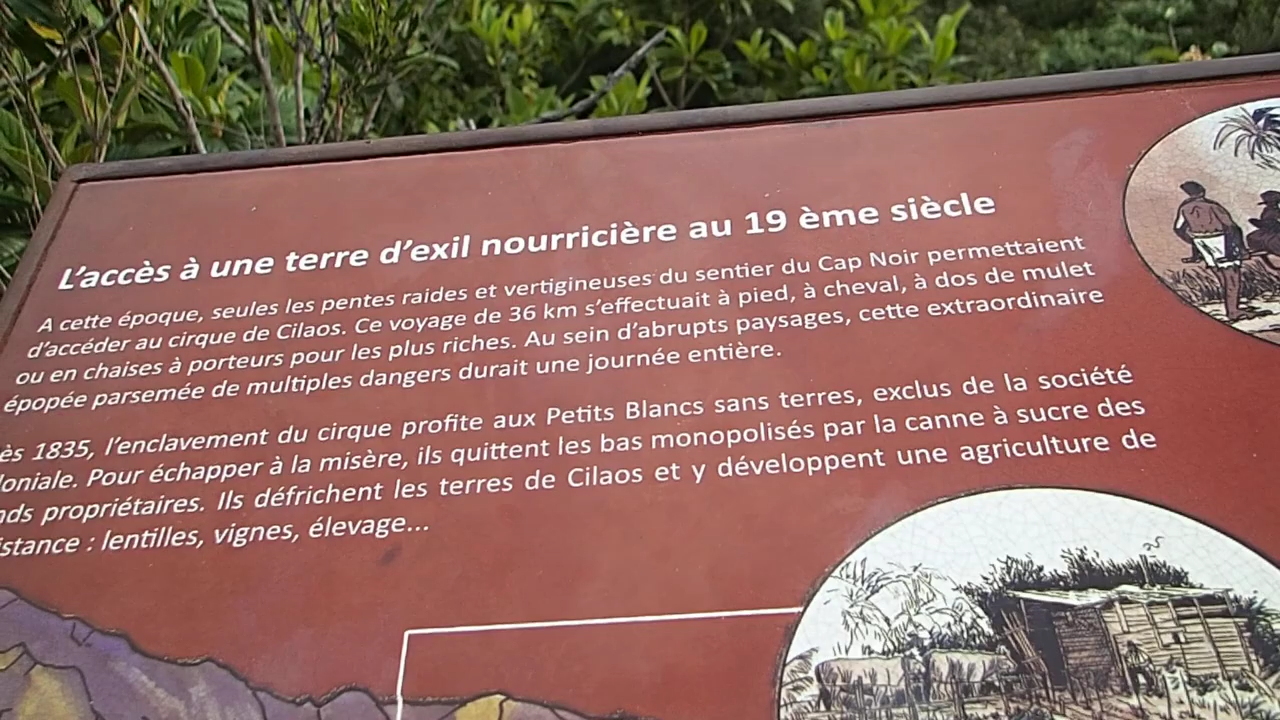 L'accès à une terre d'exil nourricière au 19 ème siècle
A cette époque, seules les pentes raides et vertigineuses du sentier du Cap Noir permettaient
d'accéder au cirque de Cilaos. Ce voyage de 36 km s'effectuait à pied, à cheval, à dos de mulet
ou en chaises à porteurs pour les plus riches. Au sein d'abrupts paysages, cette extraordinaire
épopée parsemée de multiples dangers durait une journée entière.
ès 1835, l'enclavement du cirque profite aux Petits Blancs sans terres, exclus de la société
loniale. Pour échapper à la misère, ils quittent les bas monopolisés par la canne à sucre des
nds propriétaires. Ils défrichent les terres de Cilaos et y développent une agriculture de
istance : lentilles, vignes, élevage...